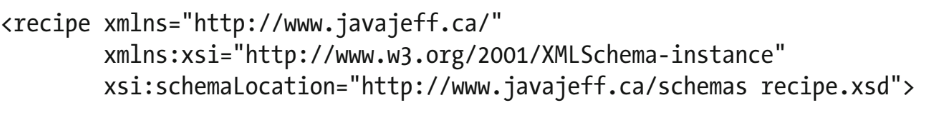 <recipe xmlns="http://www.javajeff.ca/"
        xmlns:xsi="http://www.w3.org/2001/XMLSchema-instance"
        xsi:schemaLocation="http://www.javajeff.ca/schemas recipe.xsd">